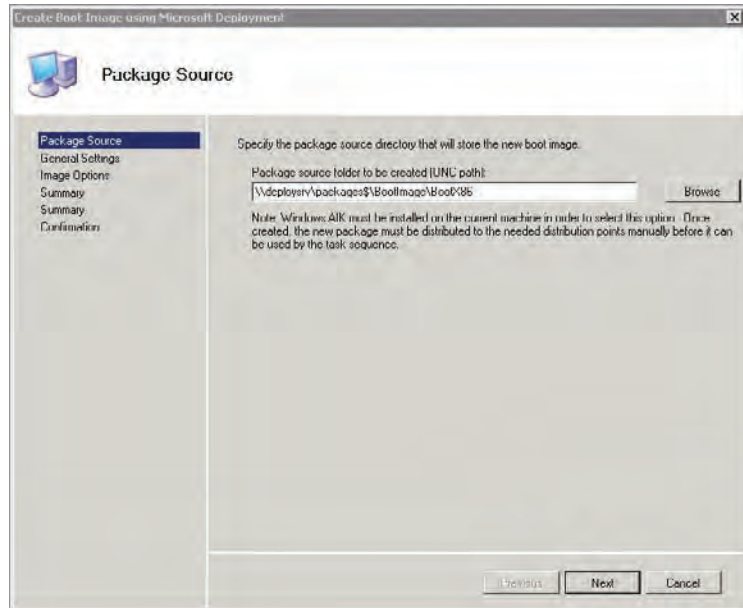 Create Boot Image using Microsoft Deployment
Package Source
Package Source
General Settings
Image Options
Summary
Summary
Confirmation
Specify the package source directory that will store the new boot image.
Package source folder to be created (UNC path):
\\deploysrv\packages$\BootImage\BootX86
Browse
Note: Windows AIK must be installed on the current machine in order to select this option. Once
created, the new package must be distributed to the needed distribution points manually before it can
be used by the task sequence.
Previous
Next
Cancel